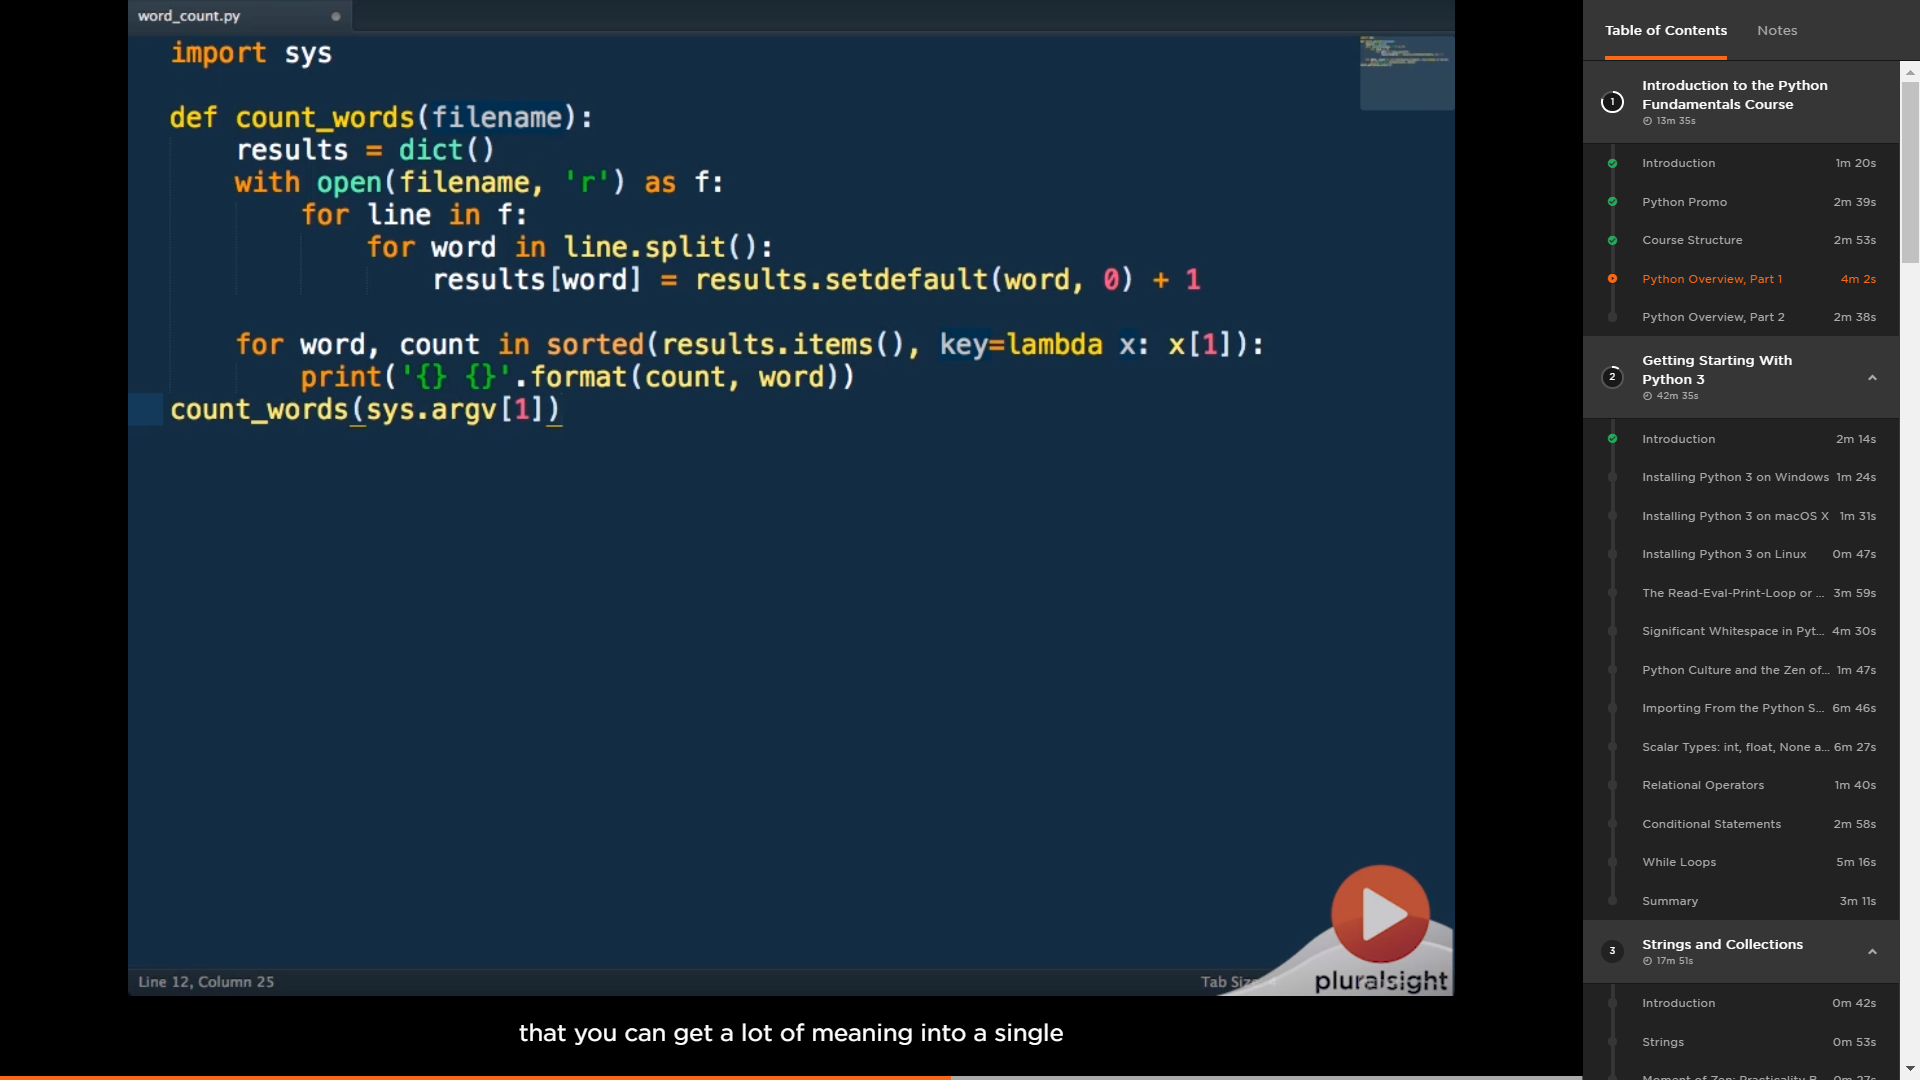 word_count.py
import sys
def count_words(filename):
results = dict()
with open(filename, 'r') as f:
for line in f:
for word in line.split():
results[word] = results.setdefault(word, 0) + 1
for word, count in sorted(results.items(), key=lambda x: x[1]):
print('{} {}'.format(count, word))
count_words(sys.argv[1])
Line 12, Column 25
Tab Size
pluralsight
that you can get a lot of meaning into a single
Table of Contents Notes
1
Introduction to the Python
Fundamentals Course
13m 35s
Introduction 1m 20s
Python Promo 2m 39s
Course Structure 2m 53s
Python Overview, Part 1 4m 2s
Python Overview, Part 2 2m 38s
2
Getting Starting With
Python 3
42m 35s
Introduction 2m 14s
Installing Python 3 on Windows 1m 24s
Installing Python 3 on macOS X 1m 31s
Installing Python 3 on Linux 0m 47s
The Read-Eval-Print-Loop or ... 3m 59s
Significant Whitespace in Pyt... 4m 30s
Python Culture and the Zen of... 1m 47s
Importing From the Python S... 6m 46s
Scalar Types: int, float, None a... 6m 27s
Relational Operators 1m 40s
Conditional Statements 2m 58s
While Loops 5m 16s
Summary 3m 11s
3
Strings and Collections
17m 51s
Introduction 0m 42s
Strings 0m 53s
Moment of Zen: Practicality B... 0m 27s